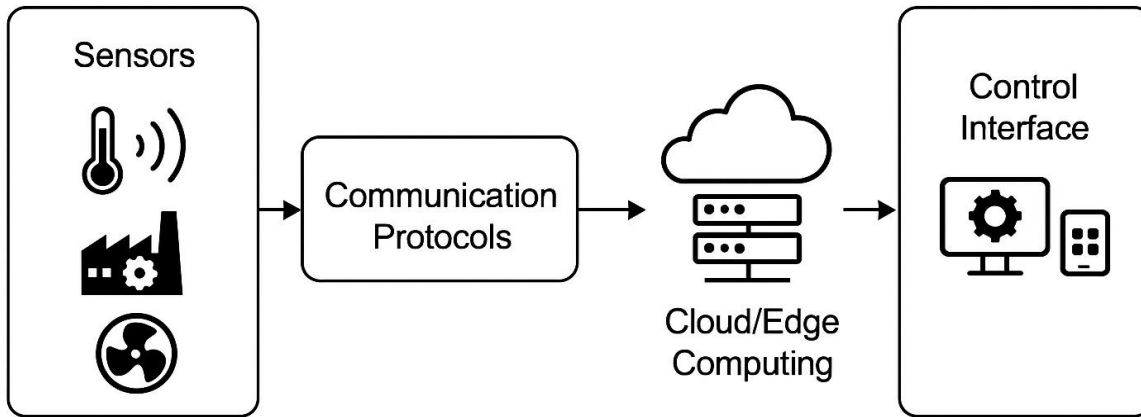 Sensors
Communication
Protocols
Cloud/Edge
Computing
Control
Interface